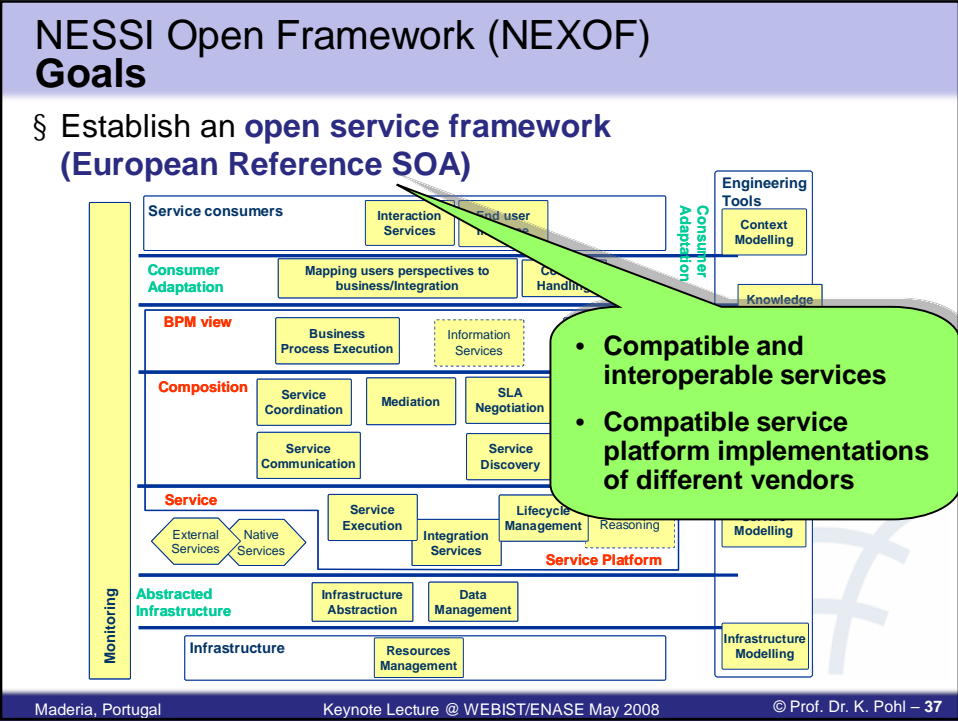 NESSI Open Framework (NEXOF)
Goals
§ Establish an open service framework
(European Reference SOA)
Engineering
Tools
Service consumers
Interaction
Services
End user
Consumer
Adaptation
Context
Modelling
Consumer
Adaptation
Mapping users perspectives to
business/Integration
Handling
Knowledge
BPM view
Business
Process Execution
Information
Services
• Compatible and
interoperable services
• Compatible service
platform implementations
of different vendors
Composition
Service
Coordination
Mediation
SLA
Negotiation
Service
Communication
Service
Discovery
Service
External
Services
Native
Services
Service
Execution
Integration
Services
Lifecycle
Management
Reasoning
Service Platform
Modelling
Monitoring
Abstracted
Infrastructure
Infrastructure
Abstraction
Data
Management
Infrastructure
Resources
Management
Infrastructure
Modelling
Maderia, Portugal
Keynote Lecture @ WEBIST/ENASE May 2008
© Prof. Dr. K. Pohl – 37